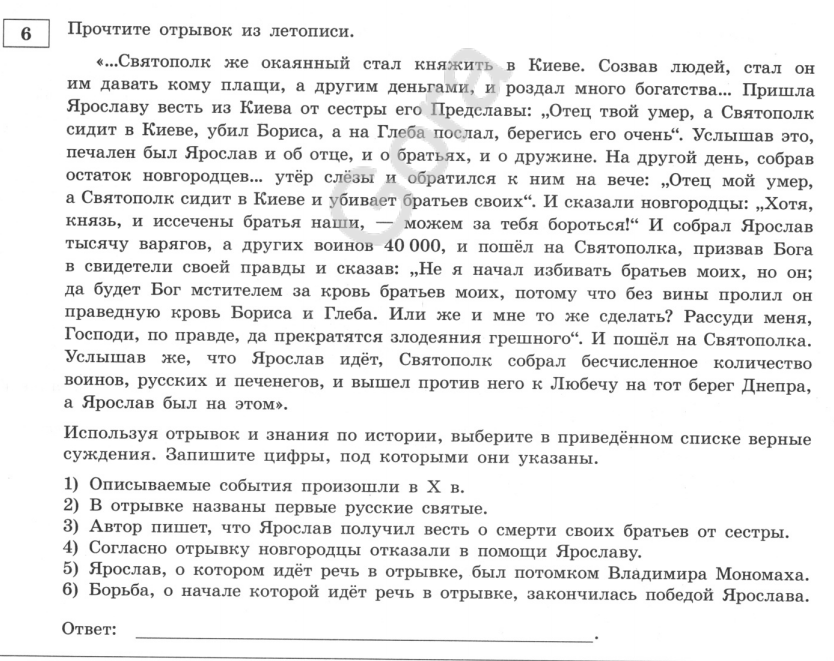 6
Прочтите отрывок из летописи.
«...Святополк же окаянный стал княжить в Киеве. Созвав людей, стал он
им давать кому плащи, а другим деньгами, и роздал много богатства... Пришла
Ярославу весть из Киева от сестры его Предславы: „Отец твой умер, а Святополк
сидит в Киеве, убил Бориса, а на Глеба послал, берегись его очень“. Услышав это,
печален был Ярослав и об отце, и о братьях, и о дружине. На другой день, собрав
остаток новгородцев... утёр слёзы и обратился к ним на вече: „Отец мой умер,
а Святополк сидит в Киеве и убивает братьев своих“. И сказали новгородцы: „Хотя,
князь, и иссечены братья наши, — можем за тебя бороться!“ И собрал Ярослав
тысячу варягов, а других воинов 40 000, и пошёл на Святополка, призвав Бога
в свидетели своей правды и сказав: „Не я начал избивать братьев моих, но он;
да будет Бог мстителем за кровь братьев моих, потому что без вины пролил он
праведную кровь Бориса и Глеба. Или же и мне то же сделать? Рассуди меня,
Господи, по правде, да прекратятся злодеяния грешного“. И пошёл на Святополка.
Услышав же, что Ярослав идёт, Святополк собрал бесчисленное количество
воинов, русских и печенегов, и вышел против него к Любечу на тот берег Днепра,
а Ярослав был на этом».
Используя отрывок и знания по истории, выберите в приведённом списке верные
суждения. Запишите цифры, под которыми они указаны.
1) Описываемые события произошли в X в.
2) В отрывке названы первые русские святые.
3) Автор пишет, что Ярослав получил весть о смерти своих братьев от сестры.
4) Согласно отрывку новгородцы отказали в помощи Ярославу.
5) Ярослав, о котором идёт речь в отрывке, был потомком Владимира Мономаха.
6) Борьба, о начале которой идёт речь в отрывке, закончилась победой Ярослава.
Ответ:
Gora